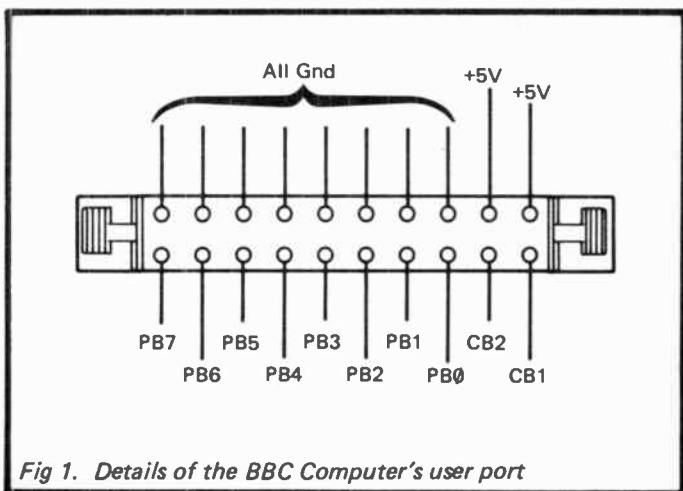 All Gnd
+5V
+5V
PB7
PB6
PB5
PB4
PB3
PB2
PB1
PBØ
CB2
CB1
Fig 1. Details of the BBC Computer's user port